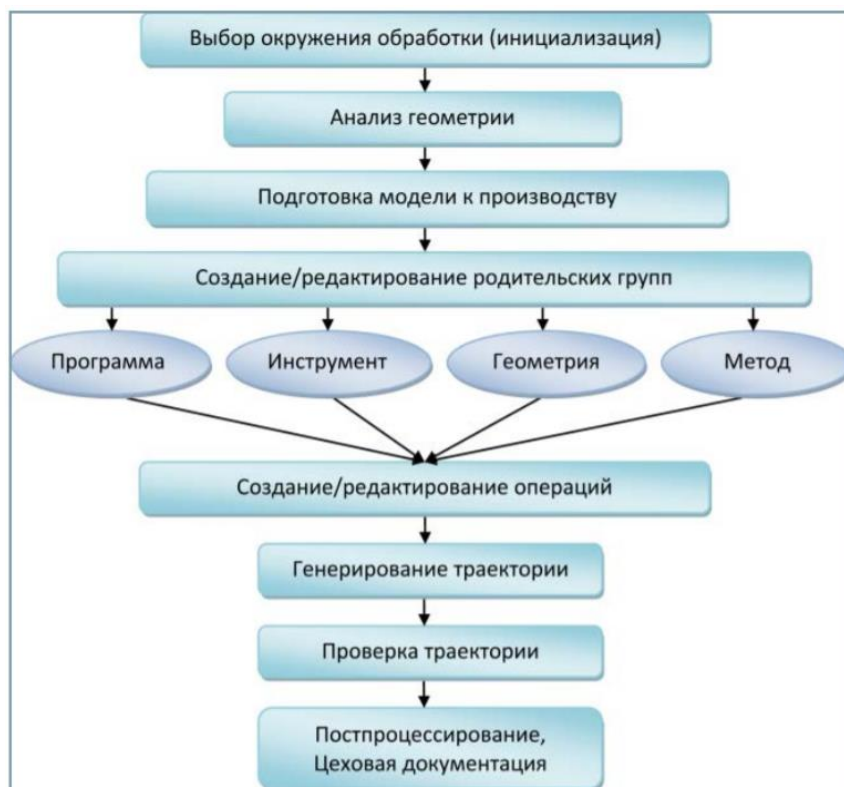 Выбор окружения обработки (инициализация)
Анализ геометрии
Подготовка модели к производству
Создание/редактирование родительских групп
Программа
Инструмент
Геометрия
Метод
Создание/редактирование операций
Генерирование траектории
Проверка траектории
Постпроцессирование,
Цеховая документация